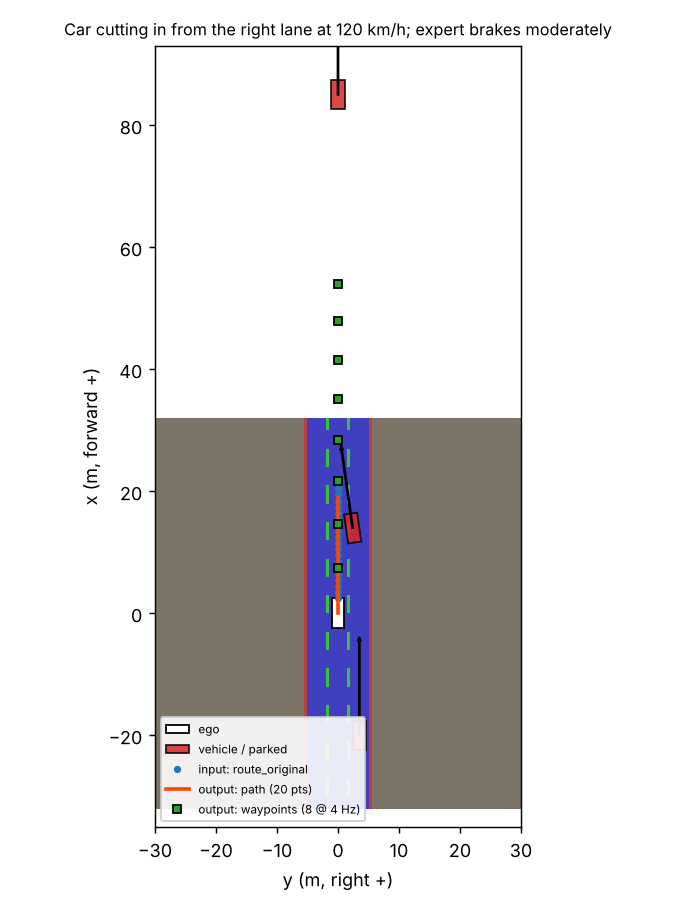 Car cutting in from the right lane at 120 km/h; expert brakes moderately
80
60
40
20
0
−20
x (m, forward +)
ego
vehicle / parked
input: route_original
output: path (20 pts)
output: waypoints (8 @ 4 Hz)
−30
−20
−10
0
10
20
30
y (m, right +)